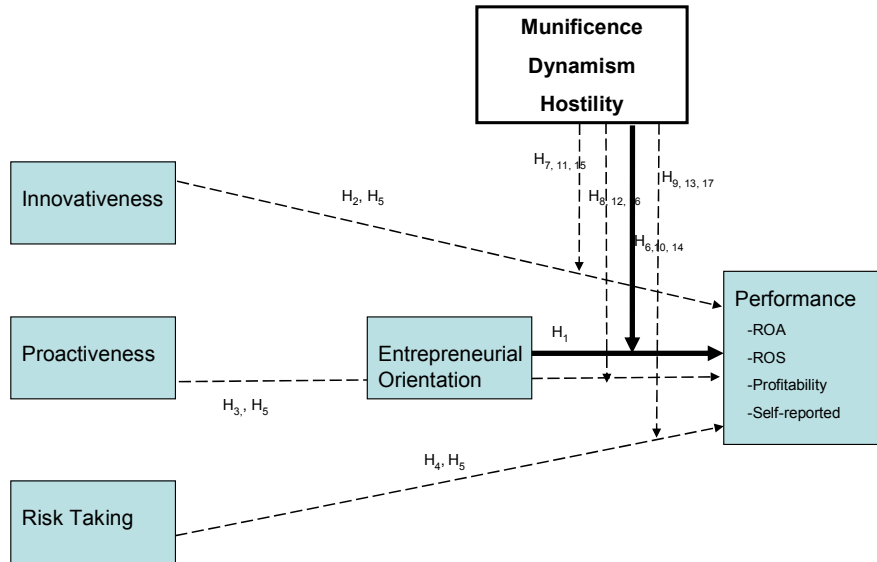 Munificence
Dynamism
Hostility
H7, 11, 15
H9, 13, 17
H8, 12, 6
H6,10, 14
Innovativeness
H2, H5
Performance
-ROA
-ROS
-Profitability
-Self-reported
Proactiveness
Entrepreneurial
Orientation
H1
H3,, H5
H4, H5
Risk Taking